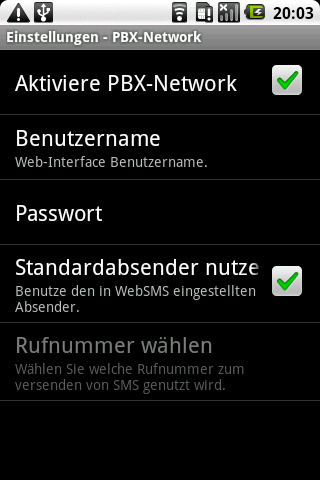 20:03
Einstellungen - PBX-Network
Aktiviere PBX-Network
Benutzername
Web-Interface Benutzername.
Passwort
Standardabsender nutze
Benutze den in WebSMS eingestellten
Absender.
Rufnummer wählen
Wählen Sie welche Rufnummer zum
versenden von SMS genutzt wird.